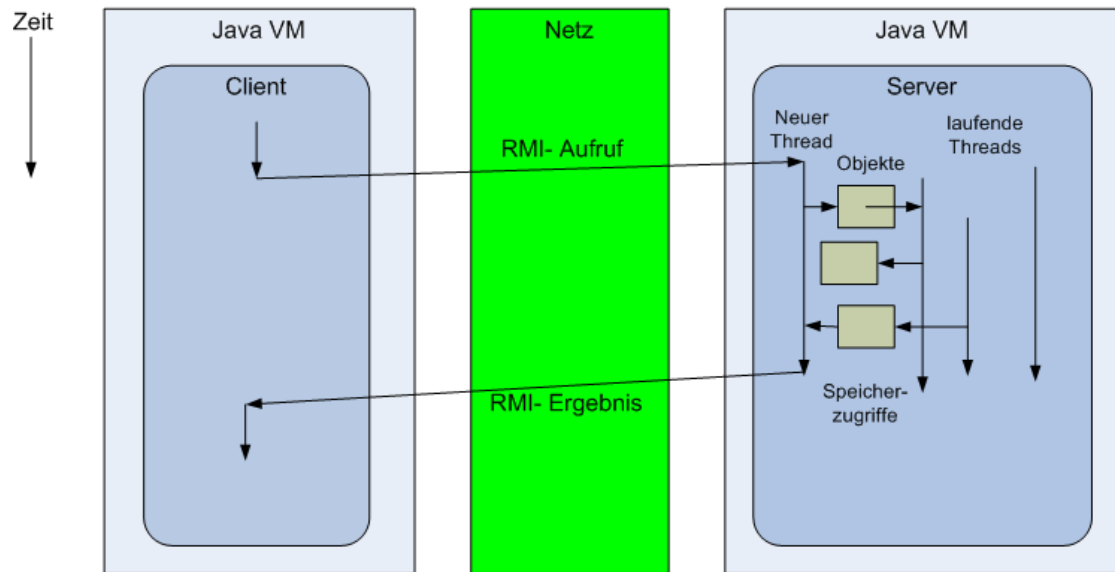 Zeit
Java VM
Netz
Java VM
Client
Server
Neuer
Thread
laufende
Threads
RMI- Aufruf
Objekte
Speicher-
zugriffe
RMI- Ergebnis